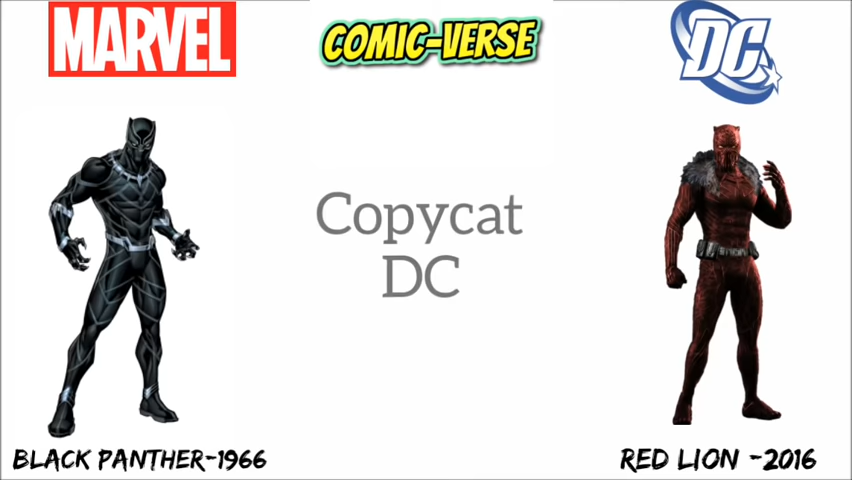 MARVEL
COMIC-VERSE
DC
Copycat
DC
BLACK PANTHER-1966
RED LION -2016